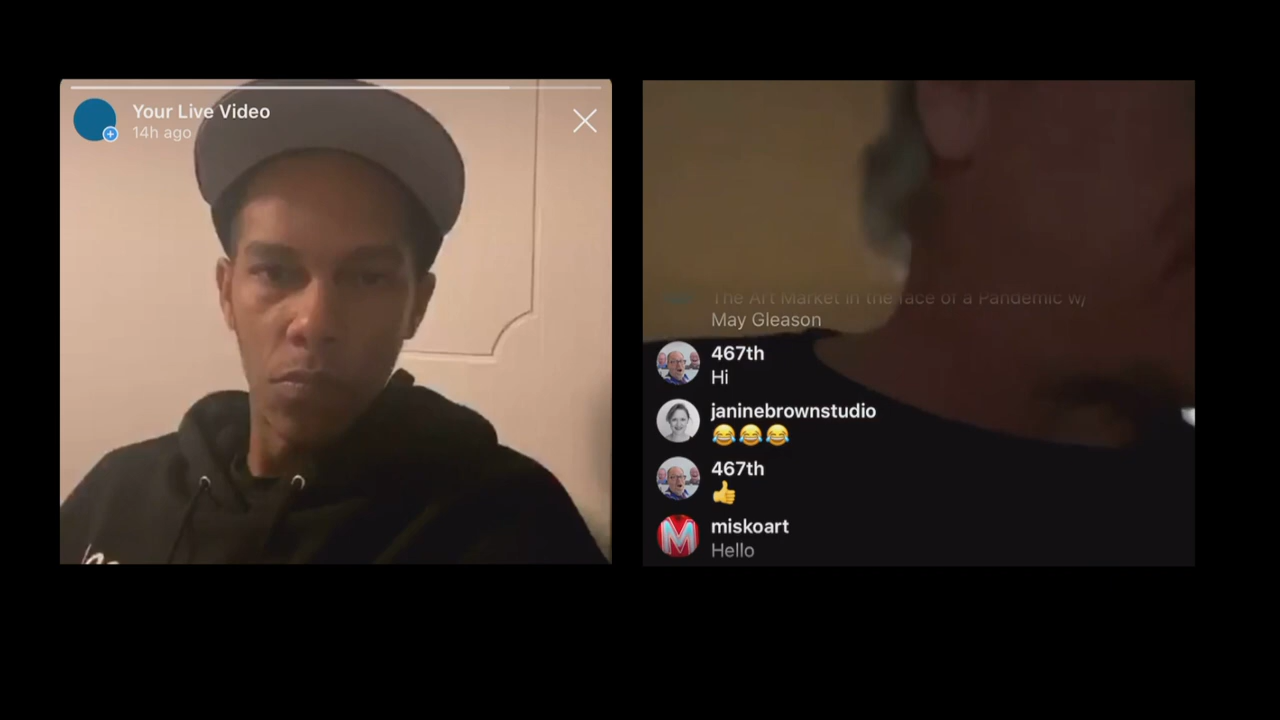 Your Live Video
14h ago
The Art Market in the face of a Pandemic w/
May Gleason
467th
Hi
janinebrownstudio
😂😂😂
467th
👍
miskoart
M
Hello